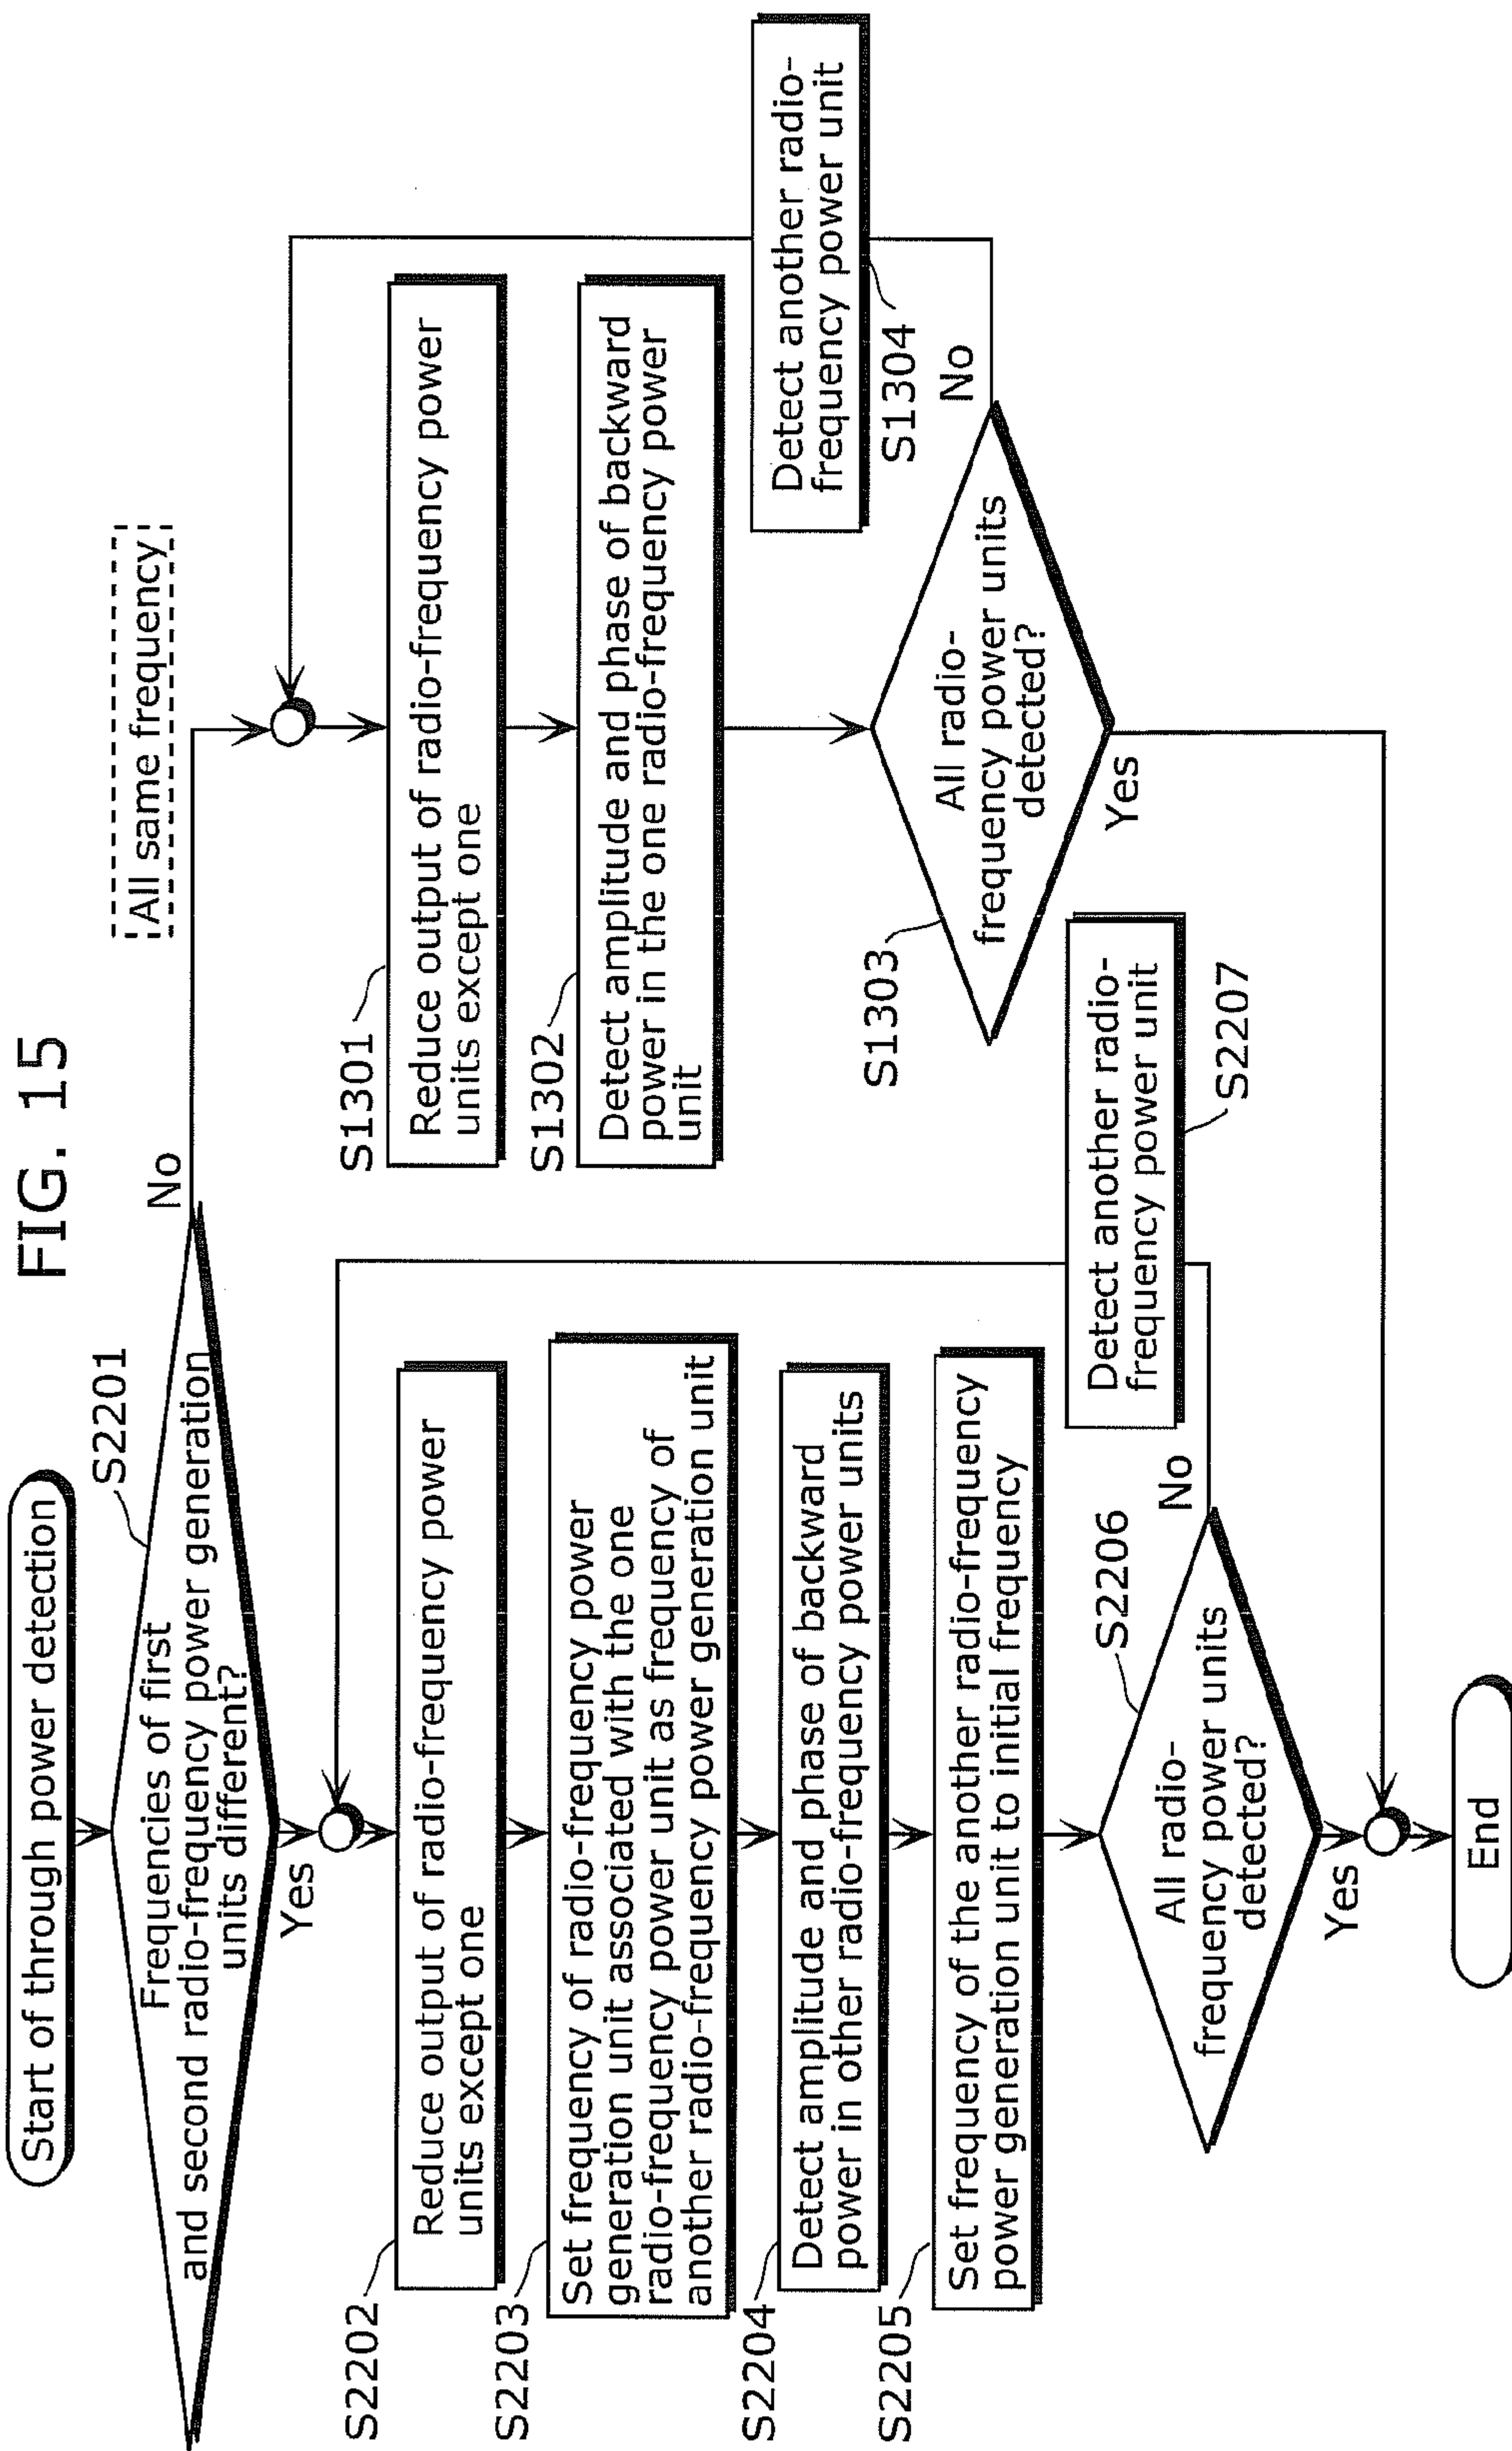 FIG. 15
Start of through power detection
S2201
Frequencies of first
and second radio-frequency power generation
units different?
No
Yes
All same frequency
S2202
Reduce output of radio-frequency power
units except one
S2203
Set frequency of radio-frequency power
generation unit associated with the one
radio-frequency power unit as frequency of
another radio-frequency power generation unit
S2204
Detect amplitude and phase of backward
power in other radio-frequency power units
S2205
Set frequency of the another radio-frequency
power generation unit to initial frequency
S2206
All radio-
frequency power units
detected?
No
Yes
Detect another radio-
frequency power unit
S2207
S1301
Reduce output of radio-frequency power
units except one
S1302
Detect amplitude and phase of backward
power in the one radio-frequency power
unit
S1303
All radio-
frequency power units
detected?
No
Yes
Detect another radio-
frequency power unit
S1304
End